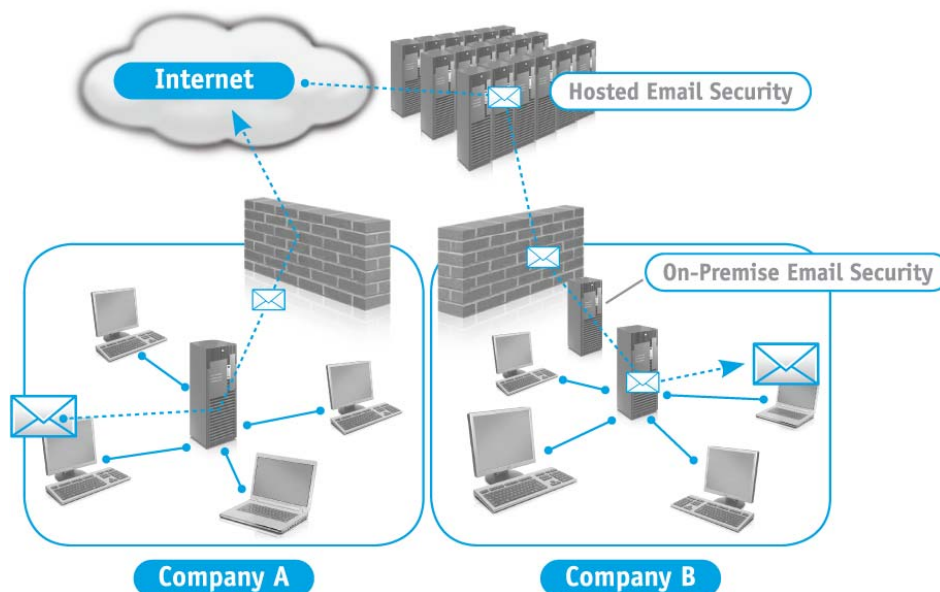 Internet
Hosted Email Security
On-Premise Email Security
Company A
Company B